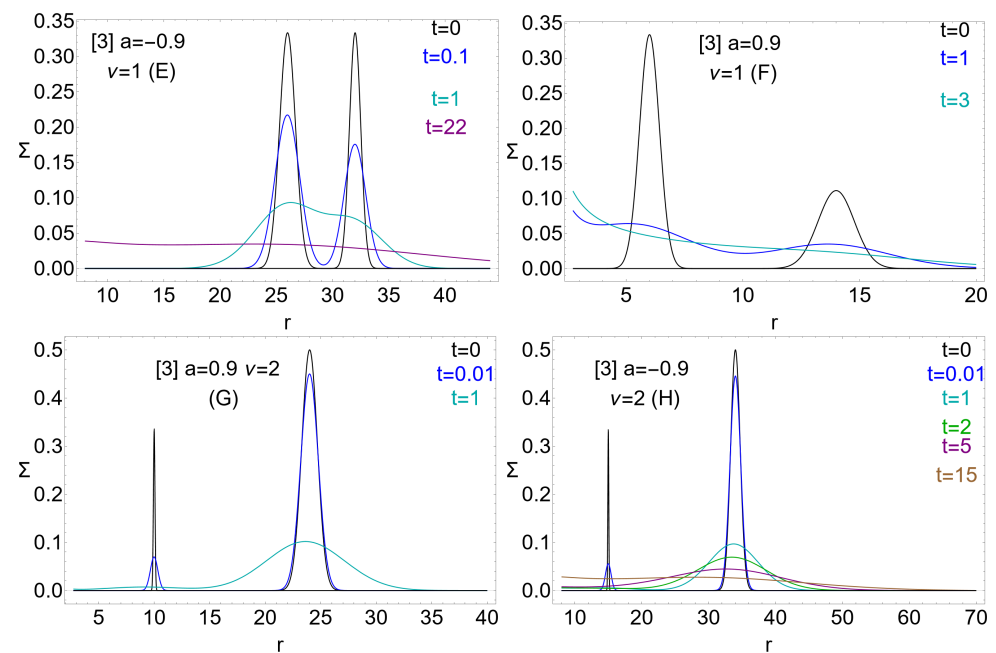 0.35
0.30
0.25
0.20
0.15
0.10
0.05
0.00
Σ
[3] a=−0.9
ν=1 (E)
t=0
t=0.1
t=1
t=22
10 15 20 25 30 35 40
r
0.35
0.30
0.25
0.20
0.15
0.10
0.05
0.00
Σ
[3] a=0.9
ν=1 (F)
t=0
t=1
t=3
5 10 15 20
r
0.5
0.4
0.3
0.2
0.1
0.0
Σ
[3] a=0.9 ν=2
(G)
t=0
t=0.01
t=1
5 10 15 20 25 30 35 40
r
0.5
0.4
0.3
0.2
0.1
0.0
Σ
[3] a=−0.9
ν=2 (H)
t=0
t=0.01
t=1
t=2
t=5
t=15
10 20 30 40 50 60 70
r